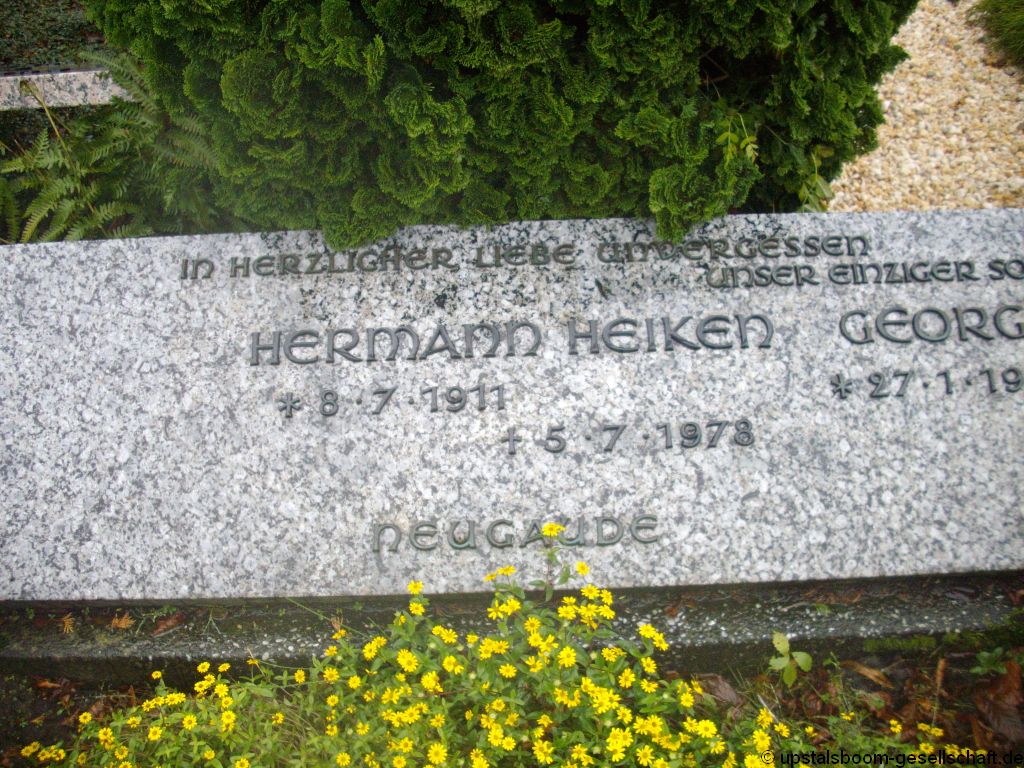 IN HERZLICHER LIEBE UNVERGESSEN
UNSER EINZIGER SO
HERMANN HEIKEN
GEORG
* 8 · 7 · 1911
* 27 · 1 · 19
† 5 · 7 · 1978
NEUGAUDE
© upstalsboom-gesellschaft.de